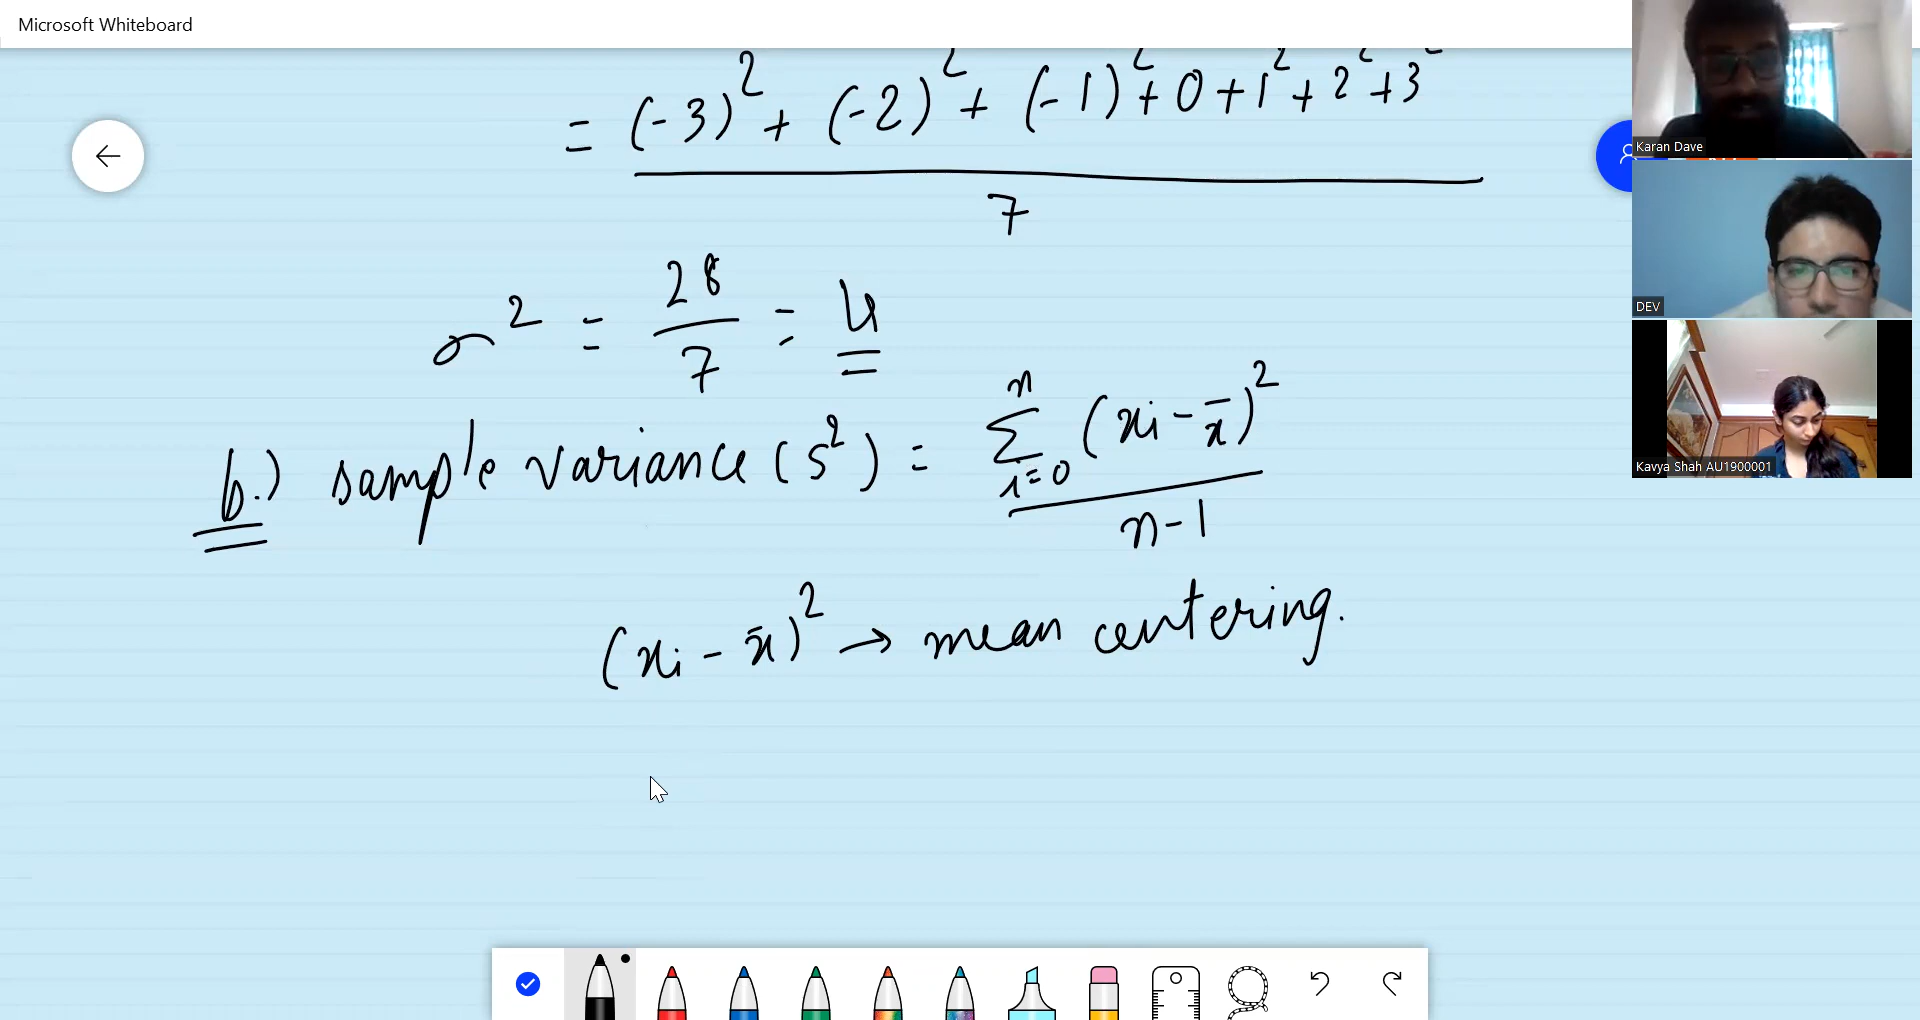 Microsoft Whiteboard
= (-3)² + (-2)² + (-1)² + 0 + 1² + 2² + 3²
7
σ² = 28/7 = 4
b.) sample variance (s²) = n Σ i=0 (xi - x̄)²
n-1
(xi - x̄)² → mean centering.
Karan Dave
DEV
Kavya Shah AU1900001